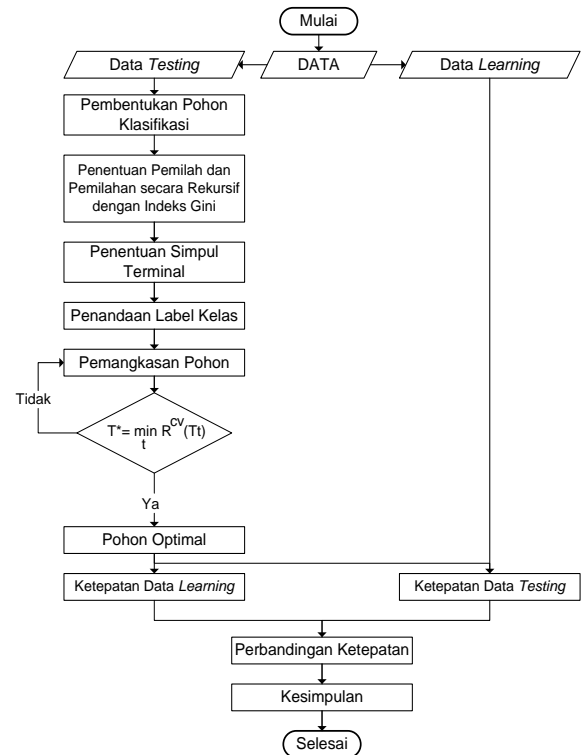 Mulai
Data Testing
DATA
Data Learning
Pembentukan Pohon
Klasifikasi
Penentuan Pemilah dan
Pemilahan secara Rekursif
dengan Indeks Gini
Penentuan Simpul
Terminal
Penandaan Label Kelas
Pemangkasan Pohon
Tidak
T*= min R^cv(Tt)
t
Ya
Pohon Optimal
Ketepatan Data Learning
Ketepatan Data Testing
Perbandingan Ketepatan
Kesimpulan
Selesai